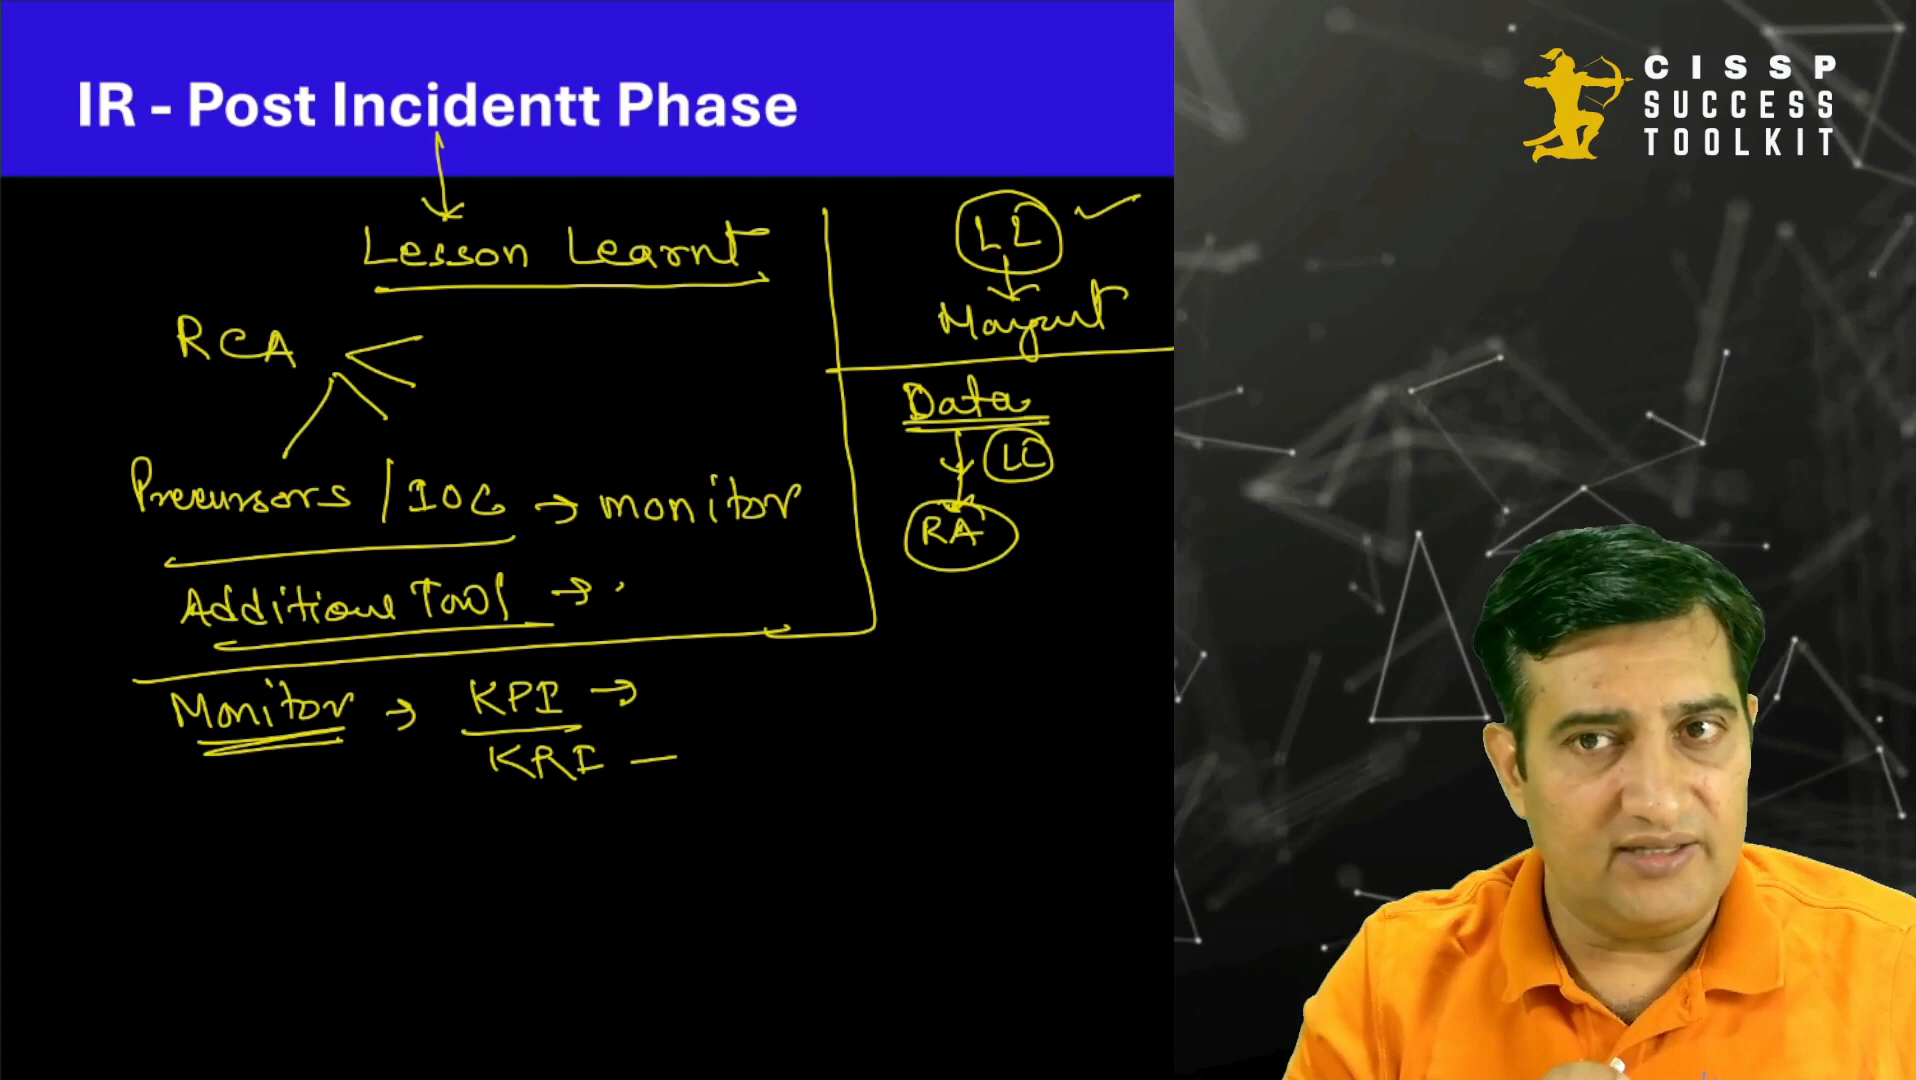 IR - Post Incidentt Phase
CISSP
SUCCESS
TOOLKIT
Lesson Learnt
RCA
Precursors / IOC → monitor
Additional Tool →
Monitor → KPI →
KRI —
LL ✓
Data
LL
RA